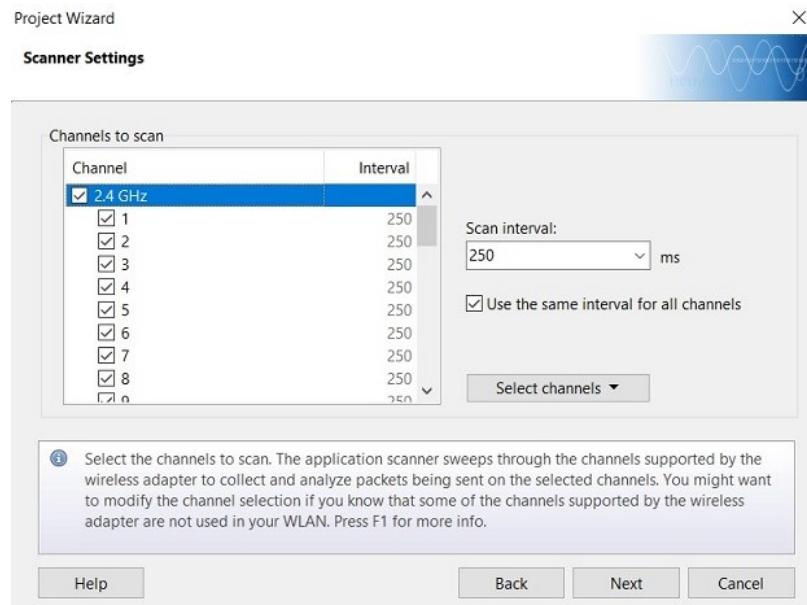 Project Wizard
Scanner Settings
Channels to scan
Channel Interval
2.4 GHz
1 250
2 250
3 250
4 250
5 250
6 250
7 250
8 250
9 250
Scan interval:
250 ms
Use the same interval for all channels
Select channels
Select the channels to scan. The application scanner sweeps through the channels supported by the
wireless adapter to collect and analyze packets being sent on the selected channels. You might want
to modify the channel selection if you know that some of the channels supported by the wireless
adapter are not used in your WLAN. Press F1 for more info.
Help Back Next Cancel